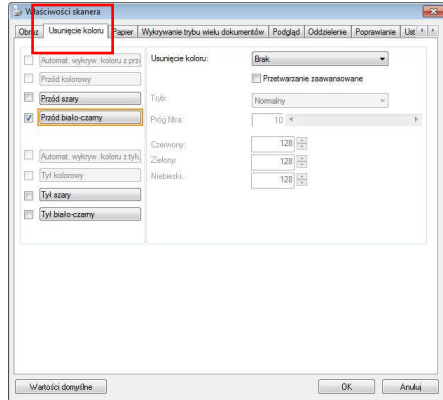 Właściwości skanera
Obraz Usunięcie koloru Papier Wykrywanie trybu wielu dokumentów Podgląd Oddzielenie Poprawianie Ust
Automat. wykryw. koloru z prze
Przód kolorowy
Przód szary
Przód biało-czarny
Automat. wykryw. koloru z tyłu
Tył kolorowy
Tył szary
Tył biało-czarny
Usunięcie koloru: Brak
Przetwarzanie zaawansowane
Tryb: Normalny
Próg filtra: 10
Czerwony: 128
Zielony: 128
Niebieski: 128
Wartości domyślne OK Anuluj